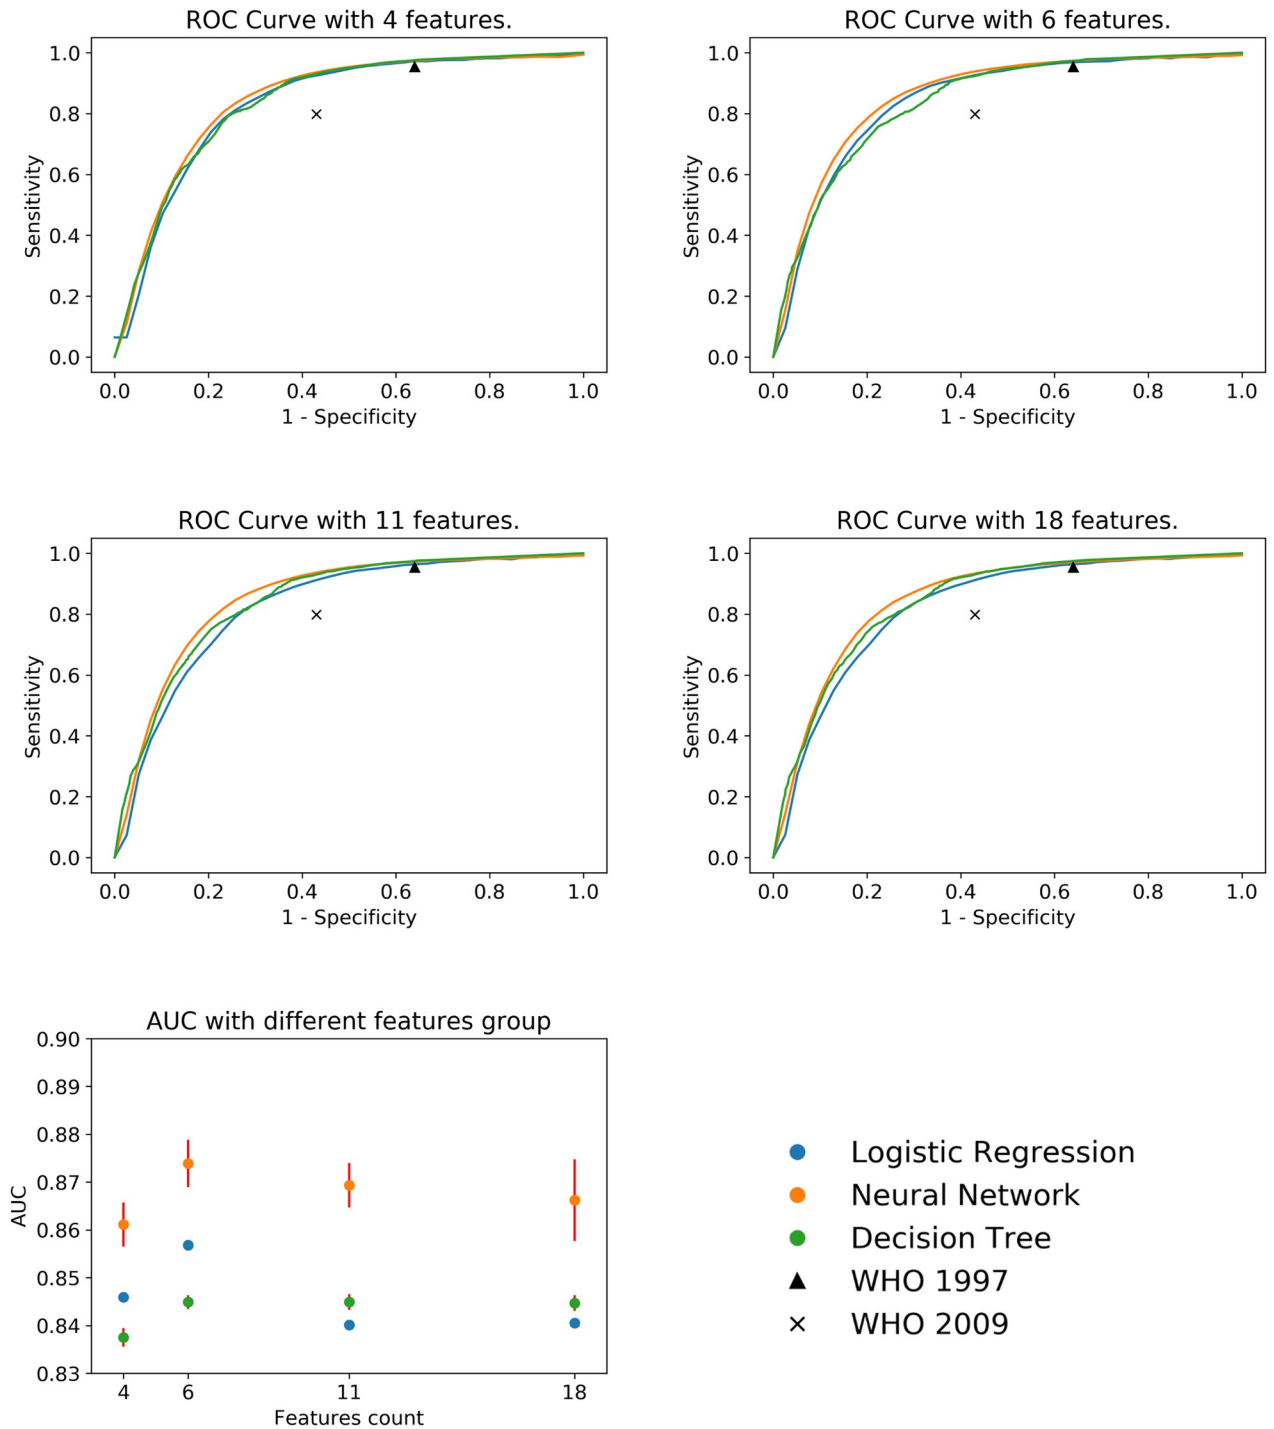 ROC Curve with 4 features.
1.0
0.8
0.6
0.4
0.2
0.0
Sensitivity
0.0 0.2 0.4 0.6 0.8 1.0
1 - Specificity
ROC Curve with 6 features.
1.0
0.8
0.6
0.4
0.2
0.0
Sensitivity
0.0 0.2 0.4 0.6 0.8 1.0
1 - Specificity
ROC Curve with 11 features.
1.0
0.8
0.6
0.4
0.2
0.0
Sensitivity
0.0 0.2 0.4 0.6 0.8 1.0
1 - Specificity
ROC Curve with 18 features.
1.0
0.8
0.6
0.4
0.2
0.0
Sensitivity
0.0 0.2 0.4 0.6 0.8 1.0
1 - Specificity
AUC with different features group
0.90
0.89
0.88
0.87
0.86
0.85
0.84
0.83
AUC
4 6 11 18
Features count
Logistic Regression
Neural Network
Decision Tree
WHO 1997
WHO 2009